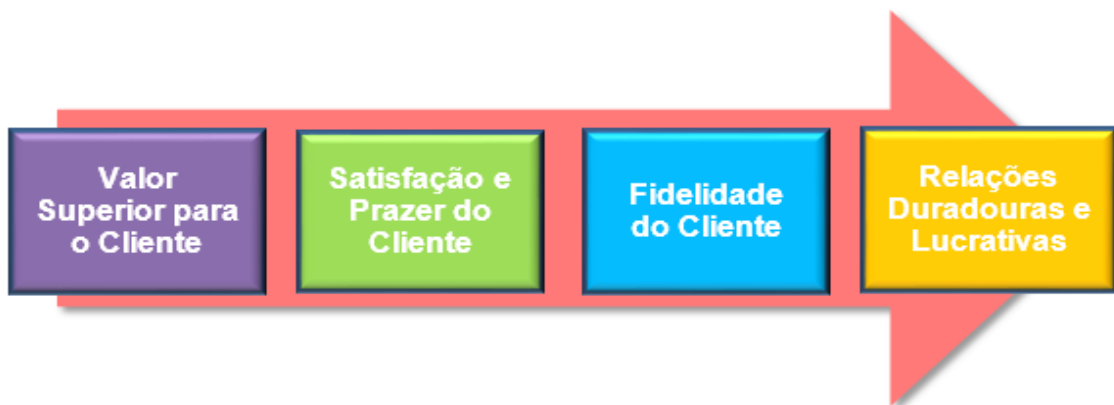 Valor
Superior para
o Cliente
Satisfação e
Prazer do
Cliente
Fidelidade
do Cliente
Relações
Duradouras e
Lucrativas